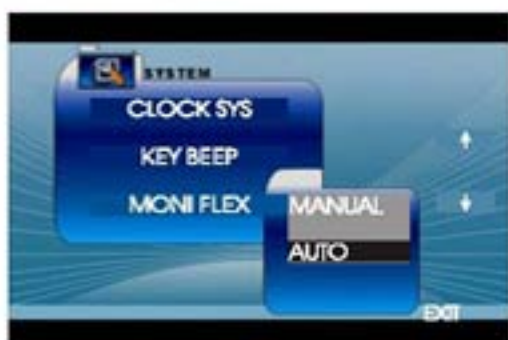 SYSTEM
CLOCK SYS
KEY BEEP
MONI FLEX
MANUAL
AUTO
EXIT